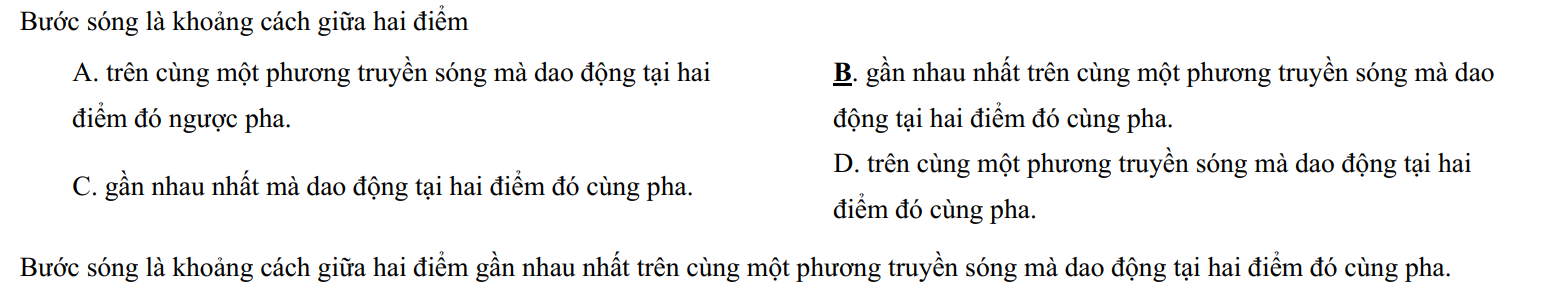 Bước sóng là khoảng cách giữa hai điểm
A. trên cùng một phương truyền sóng mà dao động tại hai
điểm đó ngược pha.
B. gần nhau nhất trên cùng một phương truyền sóng mà dao
động tại hai điểm đó cùng pha.
C. gần nhau nhất mà dao động tại hai điểm đó cùng pha.
D. trên cùng một phương truyền sóng mà dao động tại hai
điểm đó cùng pha.
Bước sóng là khoảng cách giữa hai điểm gần nhau nhất trên cùng một phương truyền sóng mà dao động tại hai điểm đó cùng pha.